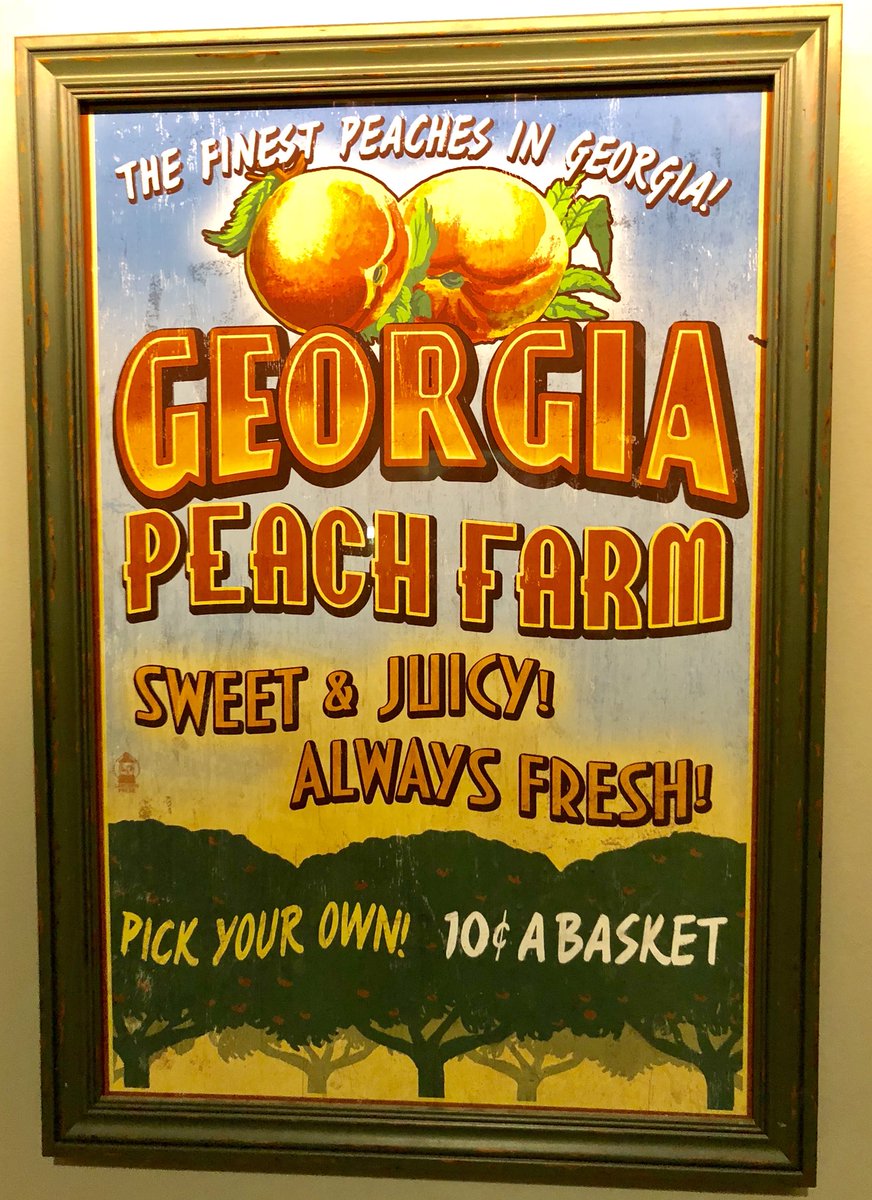 THE FINEST PEACHES IN GEORGIA!
GEORGIA
PEACH FARM
SWEET & JUICY!
ALWAYS FRESH!
PICK YOUR OWN! 10¢ A BASKET